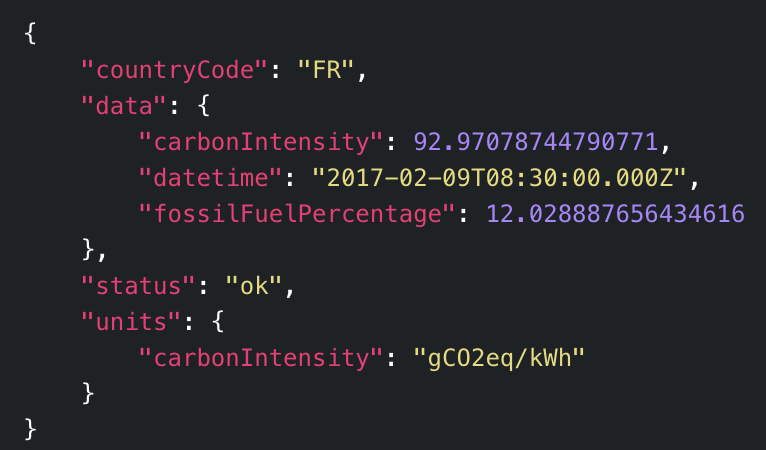 {
    "countryCode": "FR",
    "data": {
        "carbonIntensity": 92.97078744790771,
        "datetime": "2017-02-09T08:30:00.000Z",
        "fossilFuelPercentage": 12.028887656434616
    },
    "status": "ok",
    "units": {
        "carbonIntensity": "gCO2eq/kWh"
    }
}